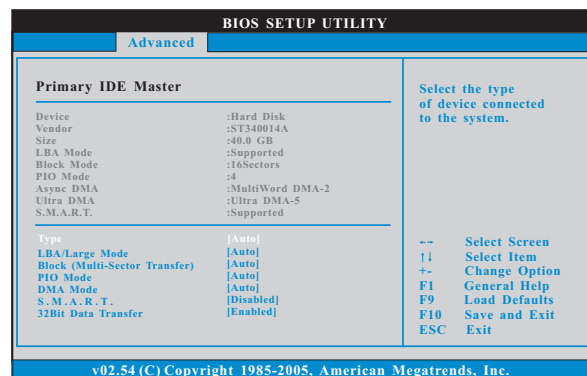 BIOS SETUP UTILITY
Advanced
Primary IDE Master
Device :Hard Disk
Vendor :ST340014A
Size :40.0 GB
LBA Mode :Supported
Block Mode :16Sectors
PIO Mode :4
Async DMA :MultiWord DMA-2
Ultra DMA :Ultra DMA-5
S.M.A.R.T. :Supported
Type [Auto]
LBA/Large Mode [Auto]
Block (Multi-Sector Transfer) [Auto]
PIO Mode [Auto]
DMA Mode [Auto]
S.M.A.R.T. [Disabled]
32Bit Data Transfer [Enabled]
Select the type
of device connected
to the system.
←→ Select Screen
↑↓ Select Item
+- Change Option
F1 General Help
F9 Load Defaults
F10 Save and Exit
ESC Exit
v02.54 (C) Copyright 1985-2005, American Megatrends, Inc.